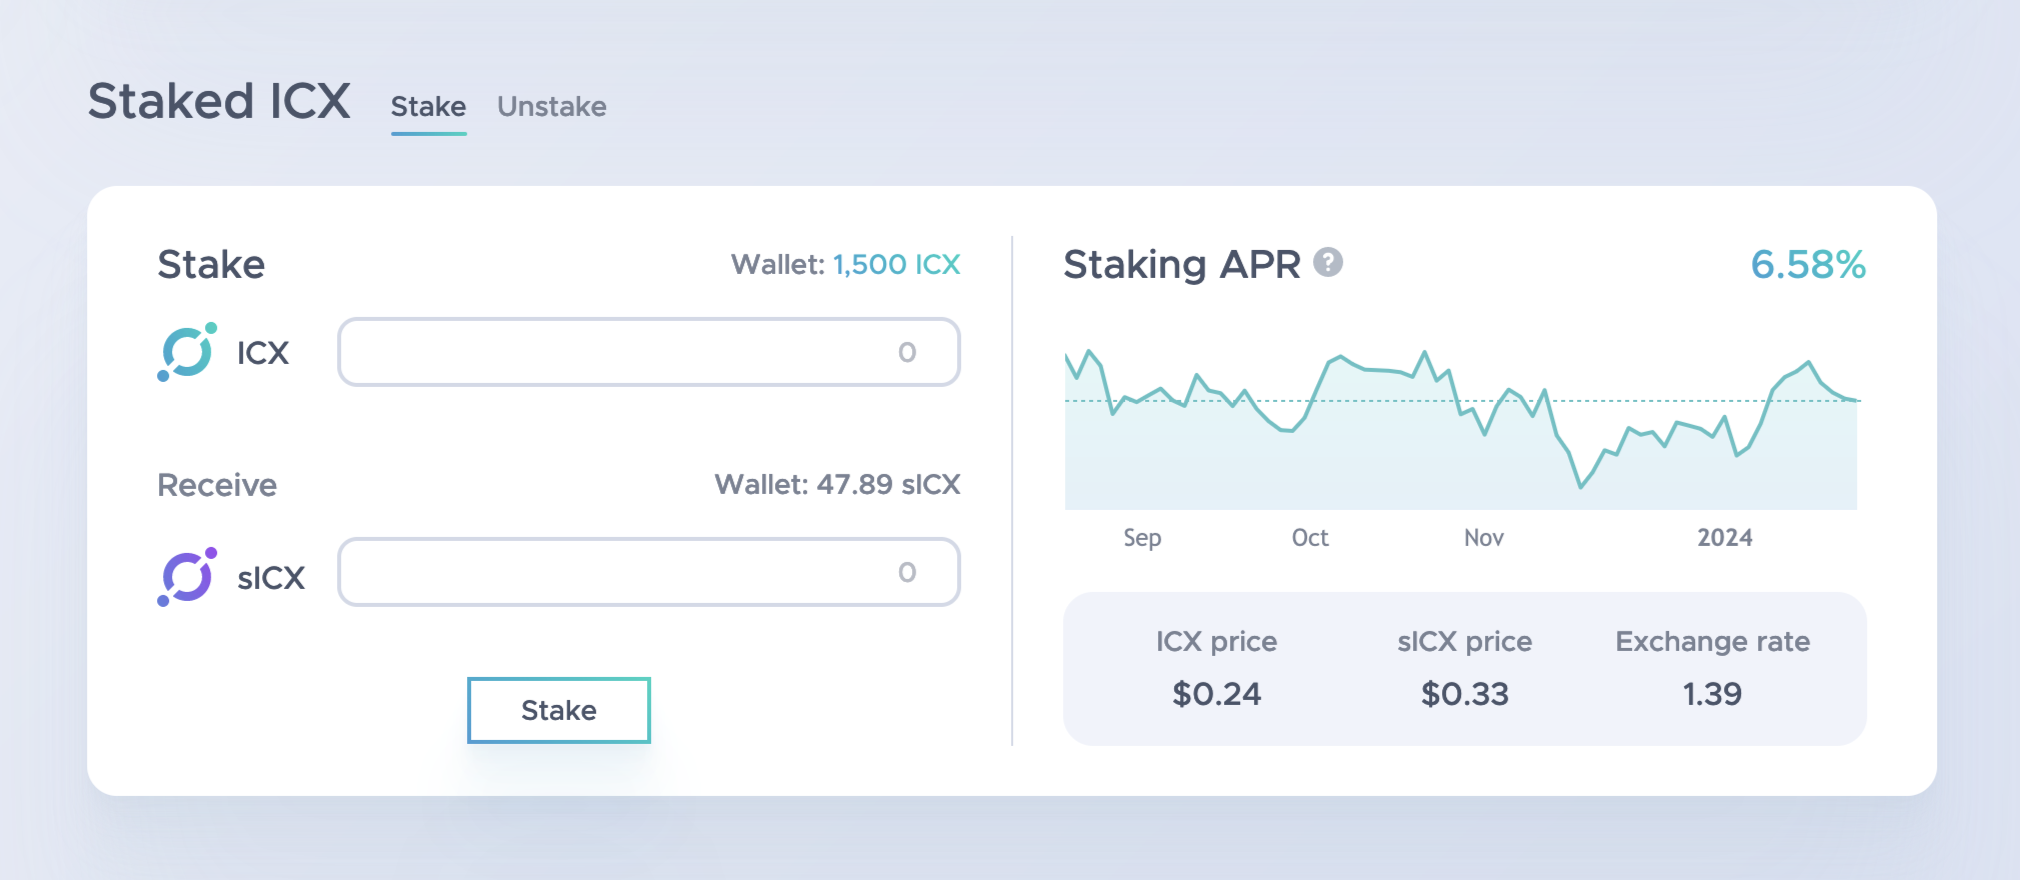 Staked ICX
Stake
Unstake
Stake
Wallet: 1,500 ICX
ICX
0
Receive
Wallet: 47.89 sICX
sICX
0
Stake
Staking APR ?
6.58%
Sep Oct Nov 2024
ICX price sICX price Exchange rate
$0.24 $0.33 1.39